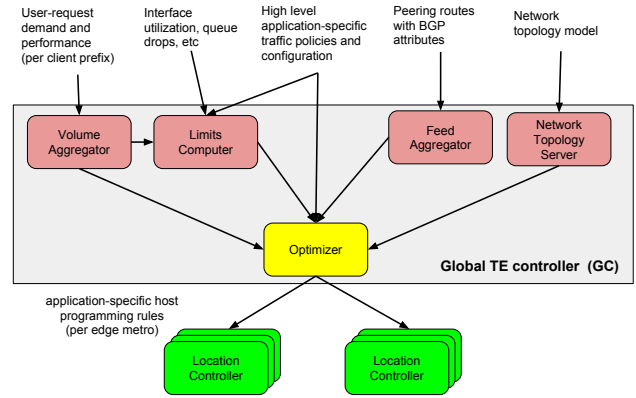 User-request
demand and
performance
(per client prefix)
Interface
utilization, queue
drops, etc
High level
application-specific
traffic policies and
configuration
Peering routes
with BGP
attributes
Network
topology model
Volume
Aggregator
Limits
Computer
Feed
Aggregator
Network
Topology
Server
Optimizer
Global TE controller (GC)
application-specific host
programming rules
(per edge metro)
Location
Controller
Location
Controller